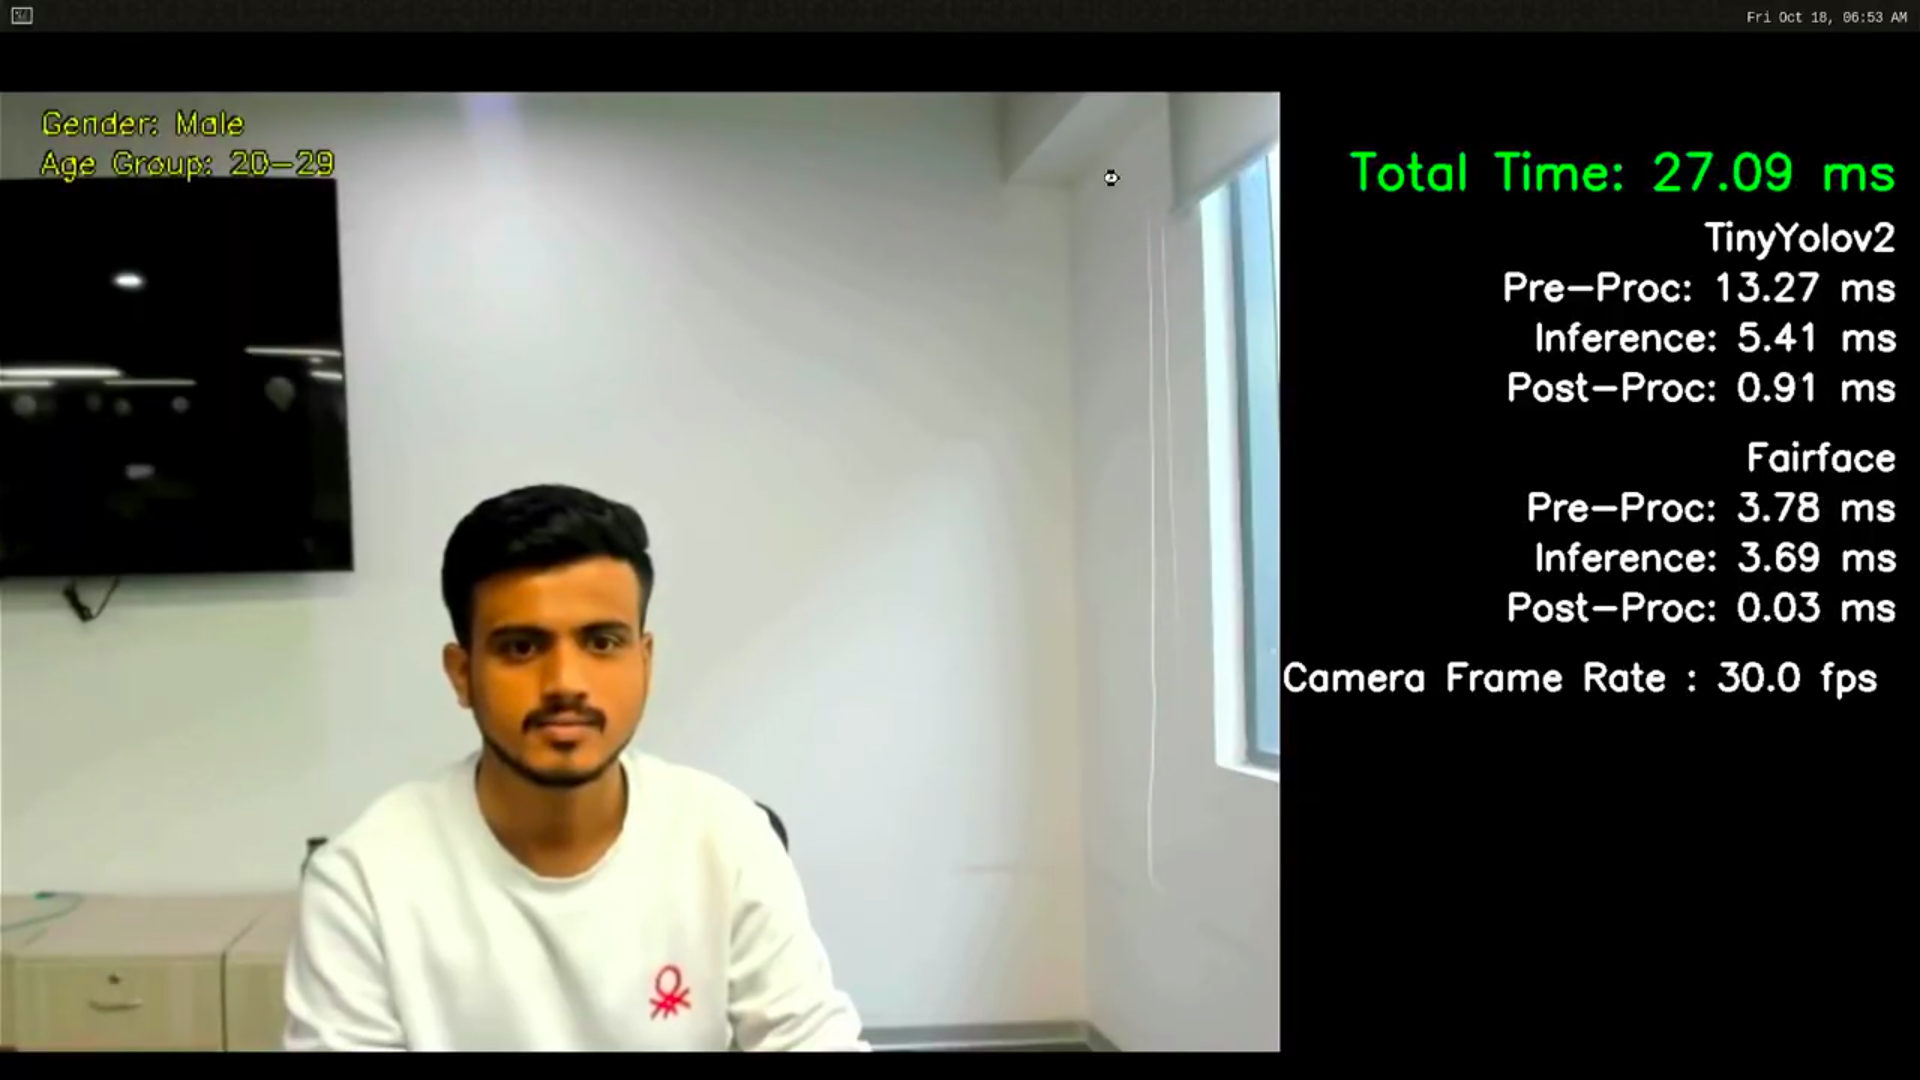 Fri Oct 18, 06:53 AM
Gender: Male
Age Group: 20-29
Total Time: 27.09 ms
TinyYolov2
Pre-Proc: 13.27 ms
Inference: 5.41 ms
Post-Proc: 0.91 ms
Fairface
Pre-Proc: 3.78 ms
Inference: 3.69 ms
Post-Proc: 0.03 ms
Camera Frame Rate : 30.0 fps